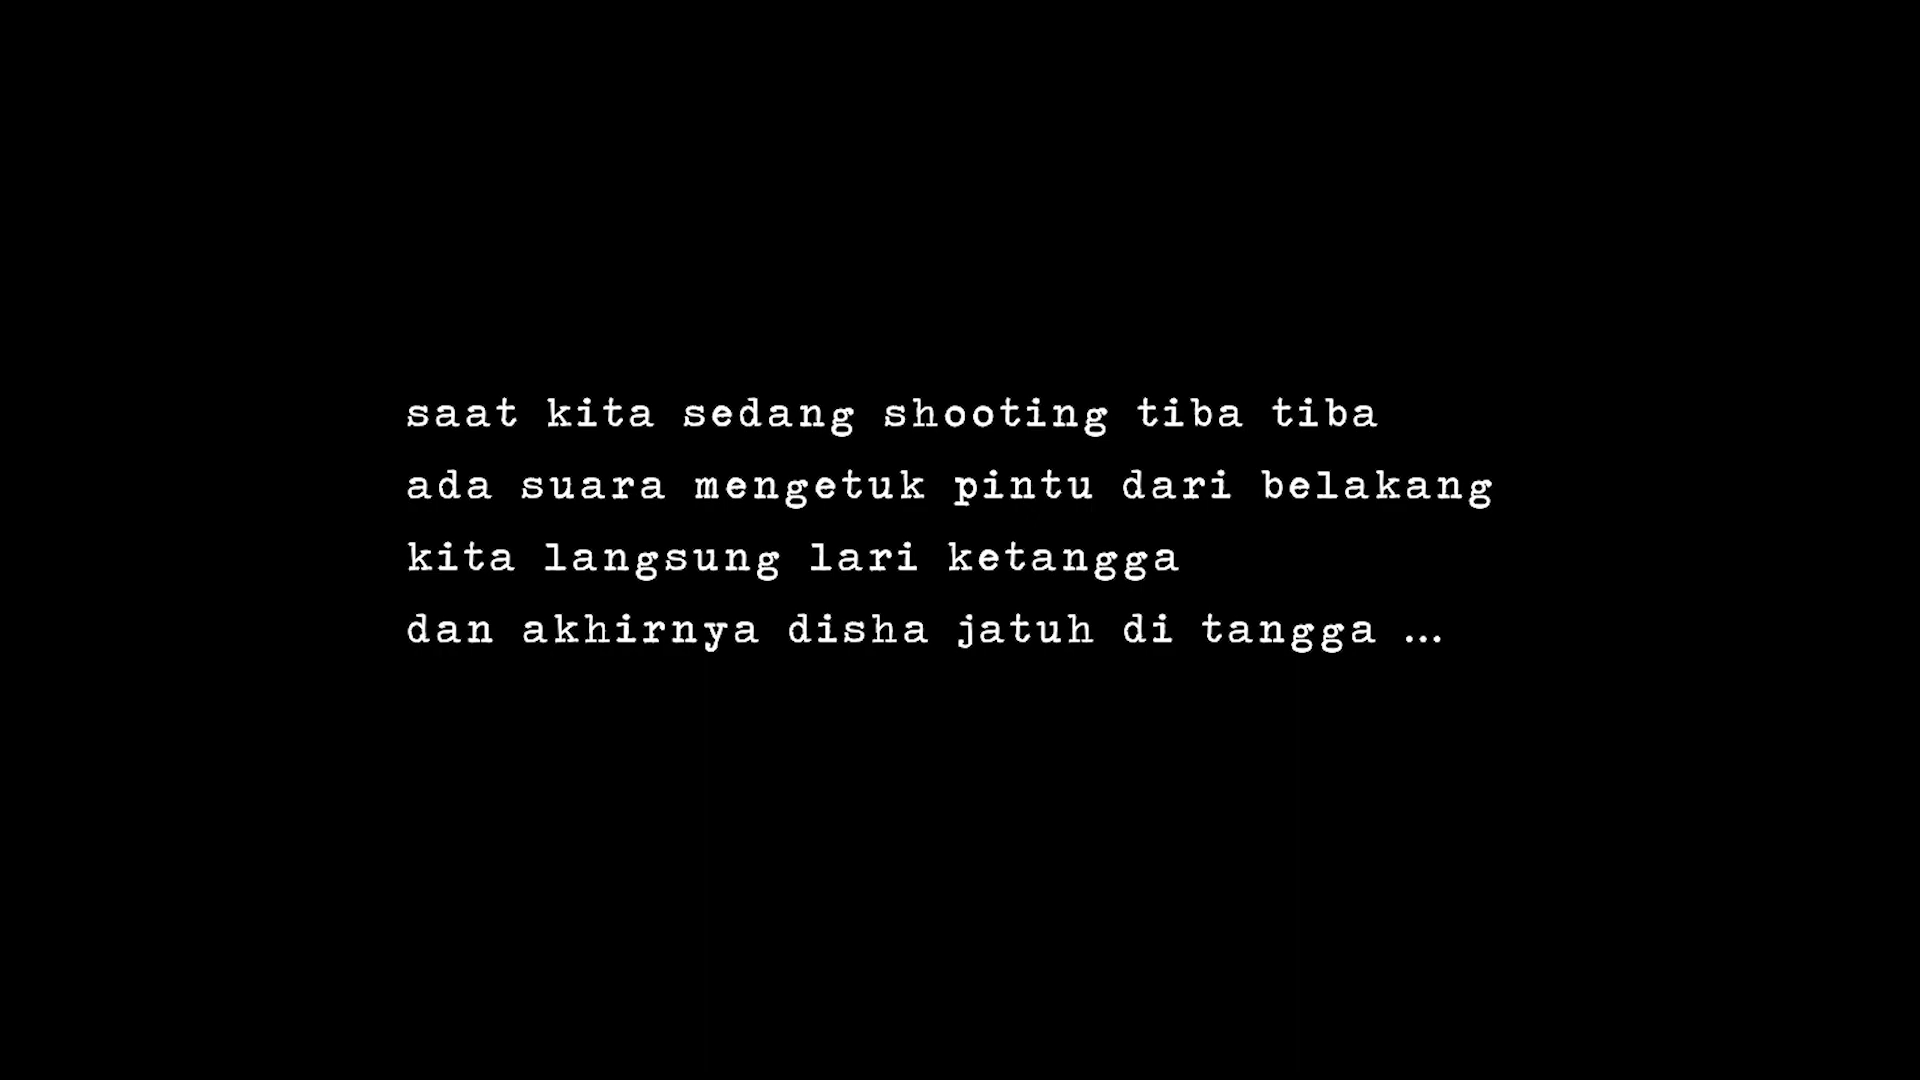 saat kita sedang shooting tiba tiba
ada suara mengetuk pintu dari belakang
kita langsung lari ketangga
dan akhirnya disha jatuh di tangga ...